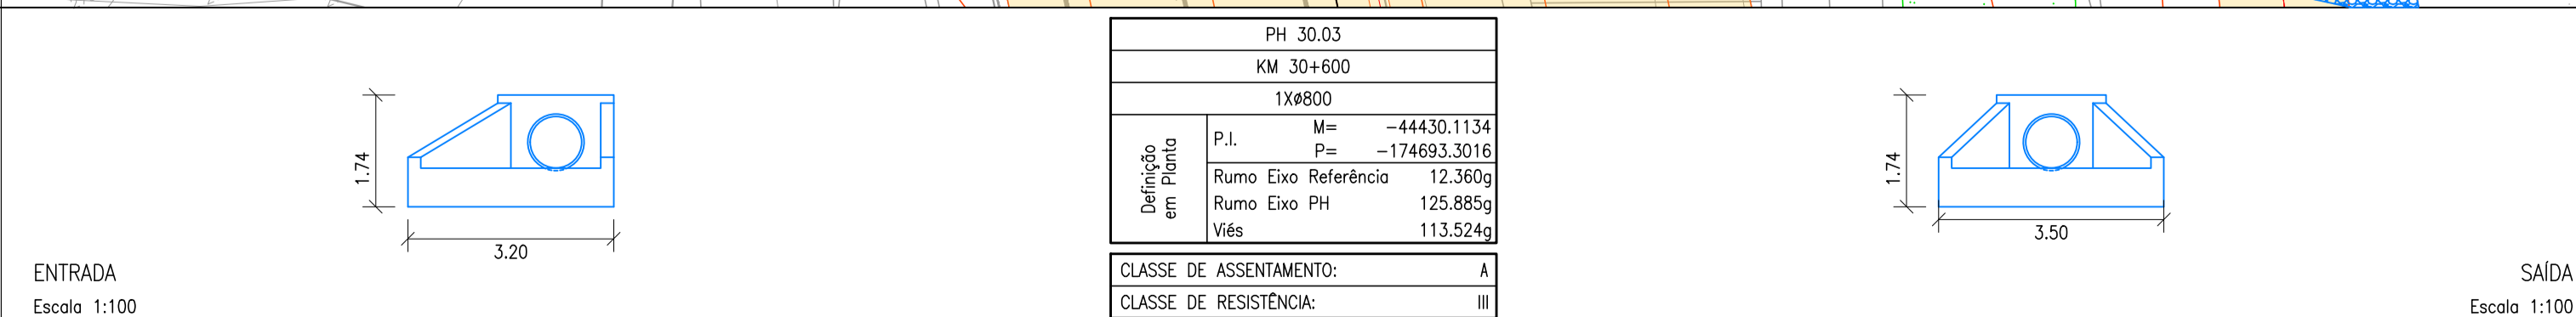 1.74
3.20
ENTRADA
Escala 1:100
PH 30.03
KM 30+600
1Xø800
Definição
em Planta
P.I.
M= -44430.1134
P= -174693.3016
Rumo Eixo Referência 12.360g
Rumo Eixo PH 125.885g
Viés 113.524g
CLASSE DE ASSENTAMENTO: A
CLASSE DE RESISTÊNCIA: III
1.74
3.50
SAÍDA
Escala 1:100